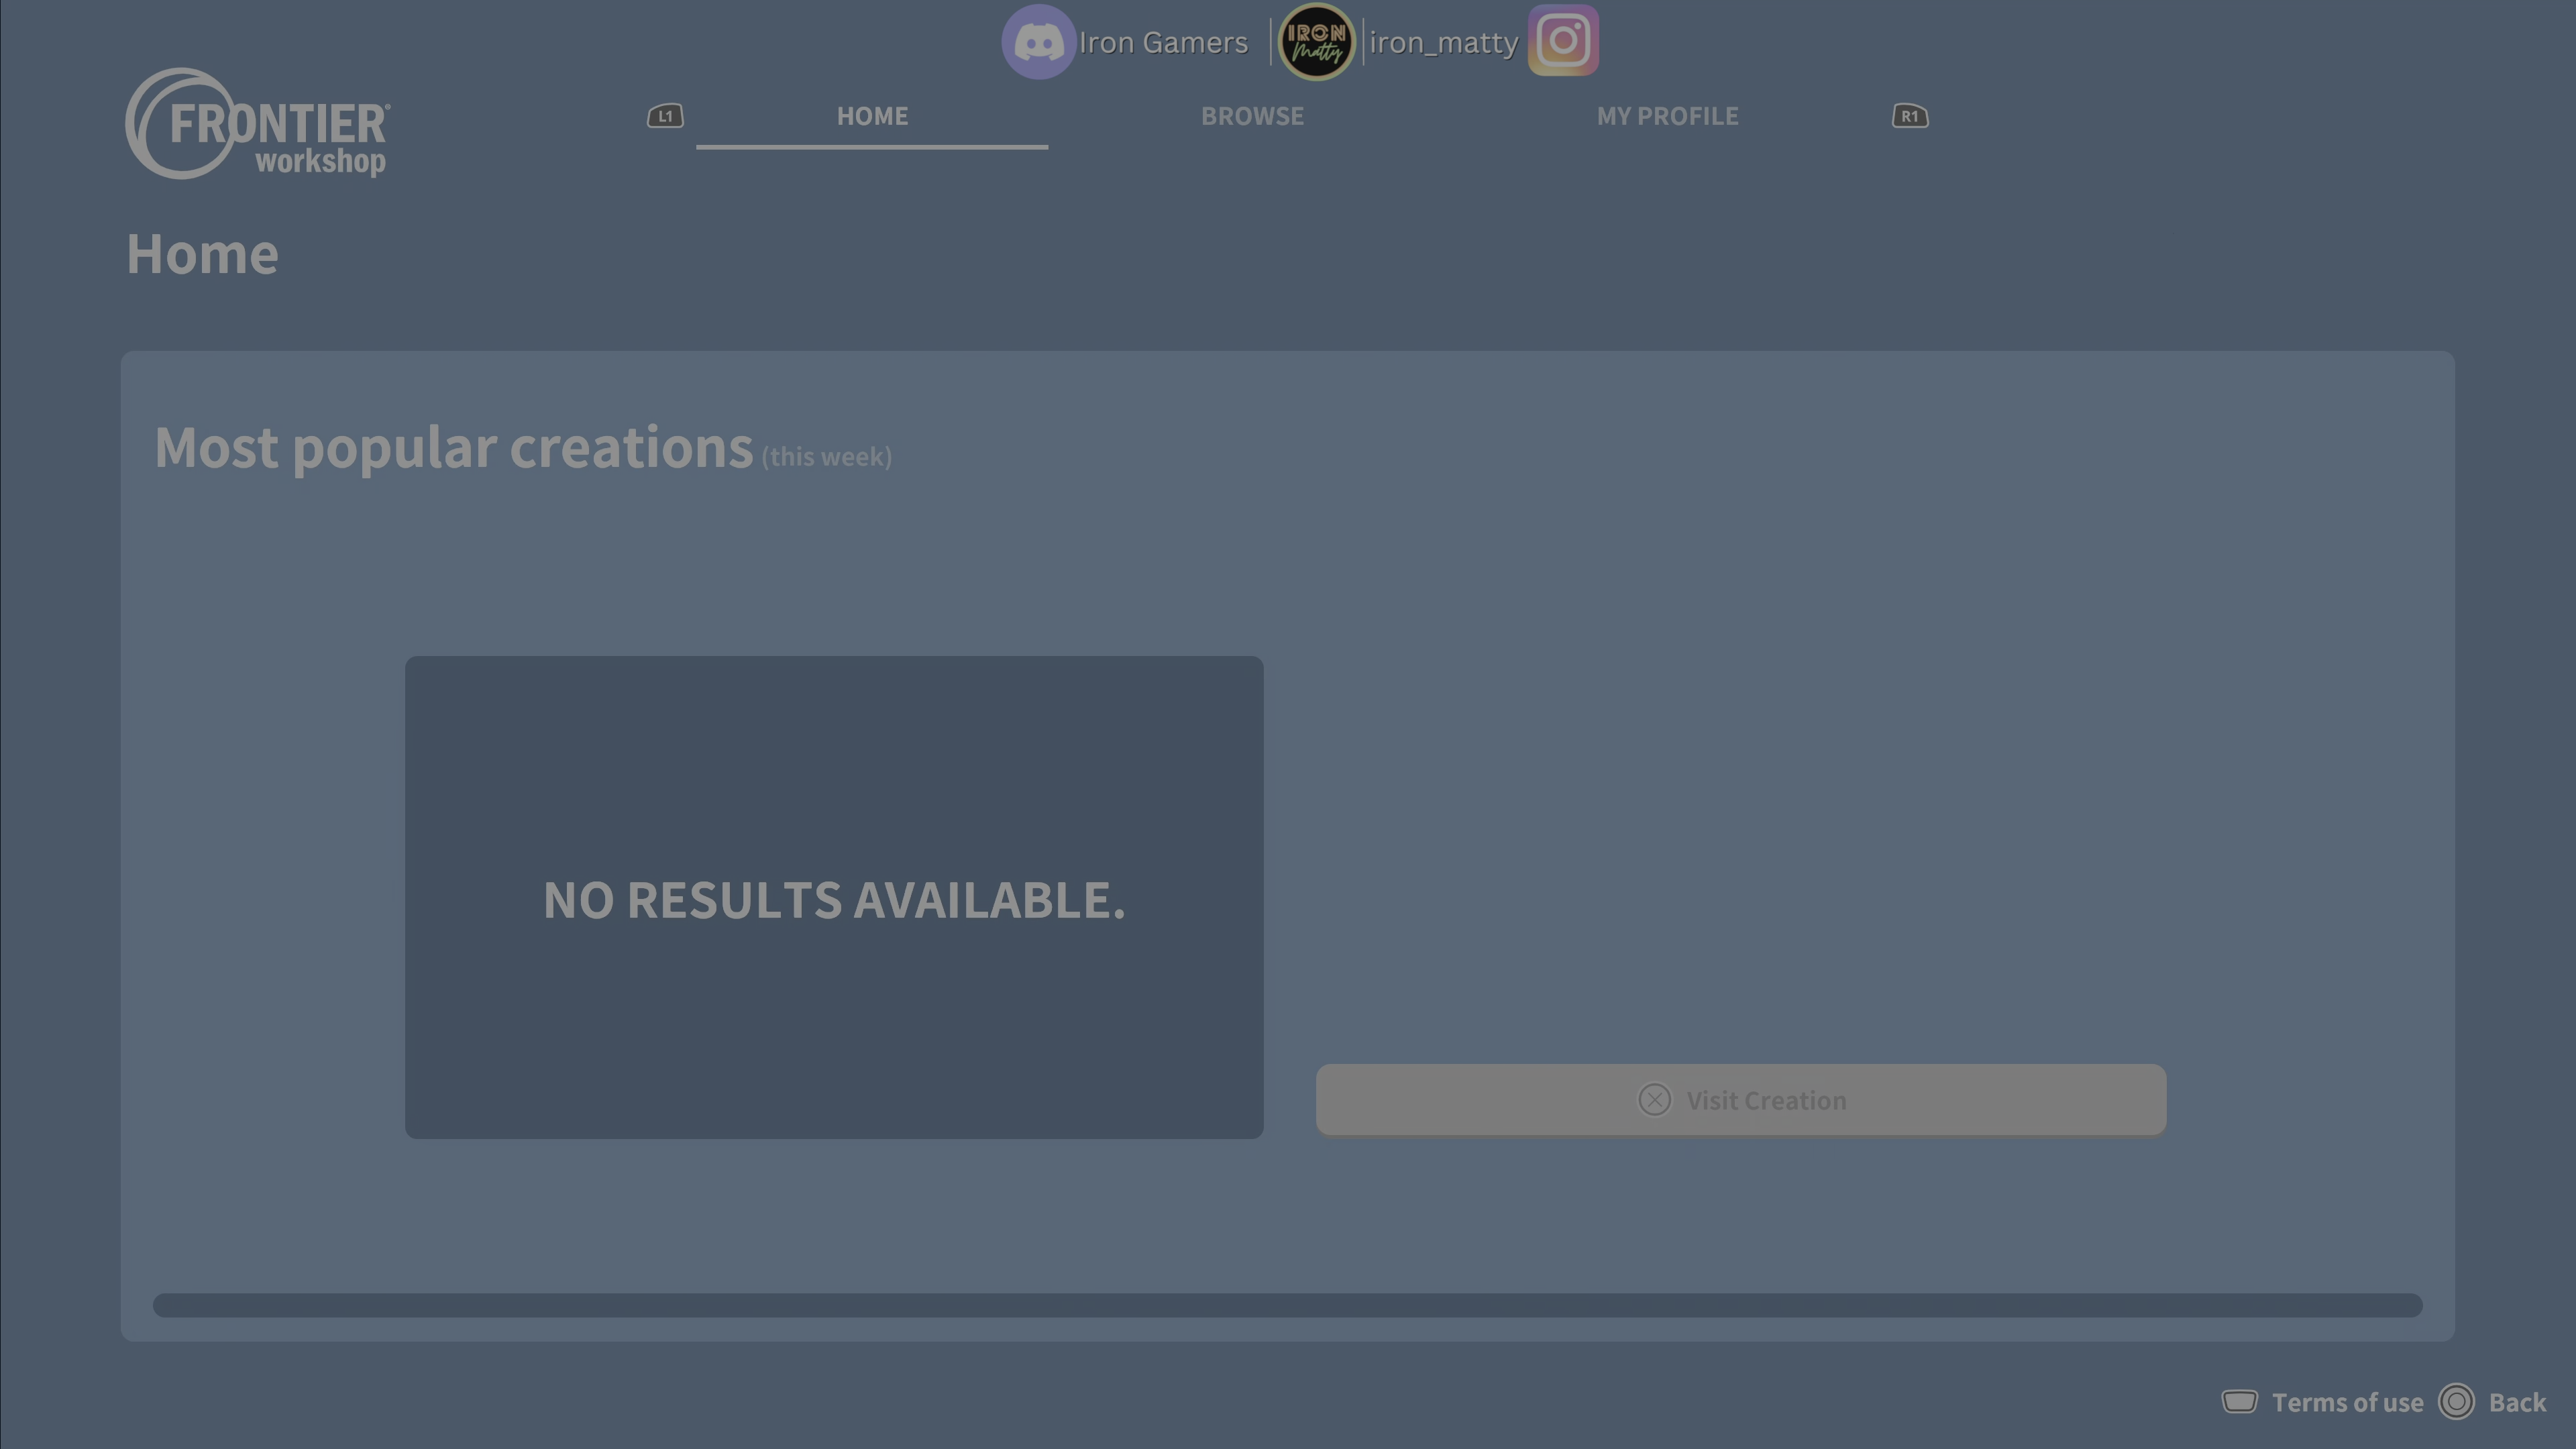 Iron Gamers
IRON
Matty
iron_matty
FRONTIER
workshop
L1
HOME
BROWSE
MY PROFILE
R1
Home
Most popular creations (this week)
NO RESULTS AVAILABLE.
Visit Creation
Terms of use
Back